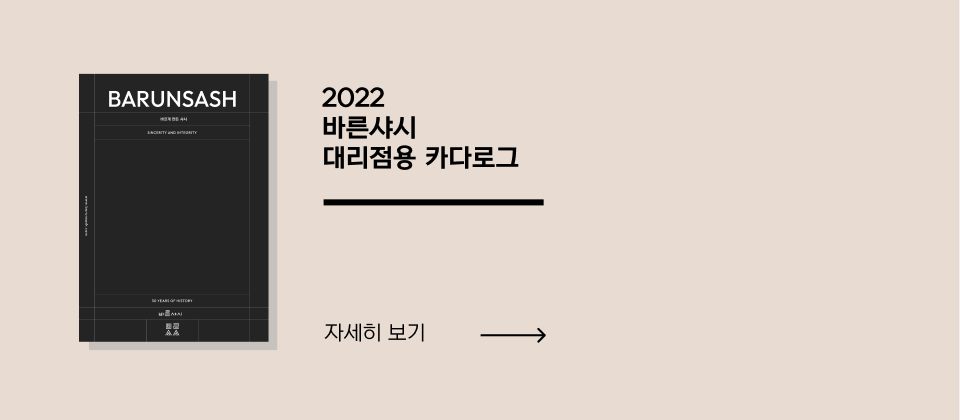 BARUNSASH
바르게 만든 샤시
SINCERITY AND INTEGRITY
30 YEARS OF HISTORY
바른샤시
2022
바른샤시
대리점용 카다로그
자세히 보기